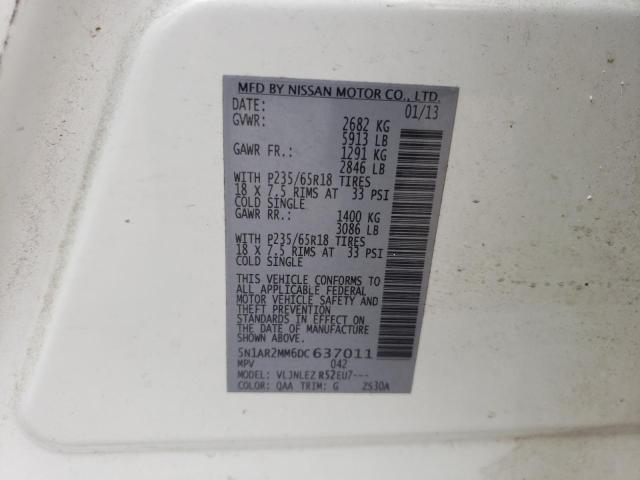 MFD BY NISSAN MOTOR CO., LTD.
DATE: 01/13
GVWR: 2682 KG
5913 LB
GAWR FR.: 1291 KG
2846 LB
WITH P235/65R18 TIRES
18 X 7.5 RIMS AT 33 PSI
COLD SINGLE
GAWR RR.: 1400 KG
3086 LB
WITH P235/65R18 TIRES
18 X 7.5 RIMS AT 33 PSI
COLD SINGLE
THIS VEHICLE CONFORMS TO
ALL APPLICABLE FEDERAL
MOTOR VEHICLE SAFETY AND
THEFT PREVENTION
STANDARDS IN EFFECT ON
THE DATE OF MANUFACTURE
SHOWN ABOVE.
5N1AR2MM6DC637011
MPV 042
MODEL: VLJNLEZ R52EU7---
COLOR: QAA TRIM: G 2S30A